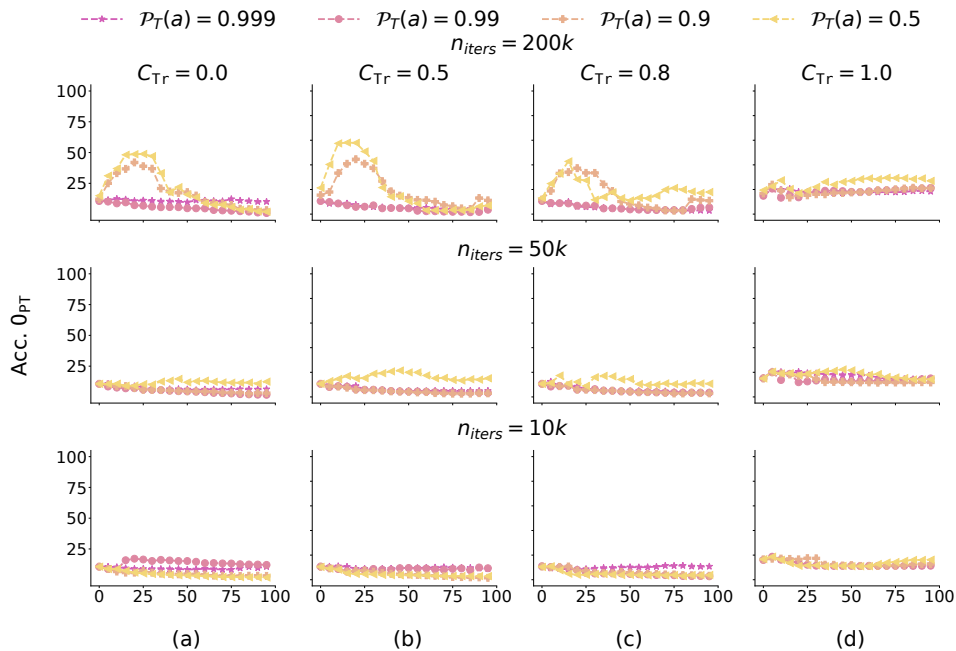 𝒫_T(a) = 0.999 𝒫_T(a) = 0.99 𝒫_T(a) = 0.9 𝒫_T(a) = 0.5
n_iters = 200k
C_Tr = 0.0 C_Tr = 0.5 C_Tr = 0.8 C_Tr = 1.0
100
75
50
25
n_iters = 50k
100
75
50
25
Acc. 0_PT
n_iters = 10k
100
75
50
25
0 25 50 75 100 0 25 50 75 100 0 25 50 75 100 0 25 50 75 100
(a) (b) (c) (d)